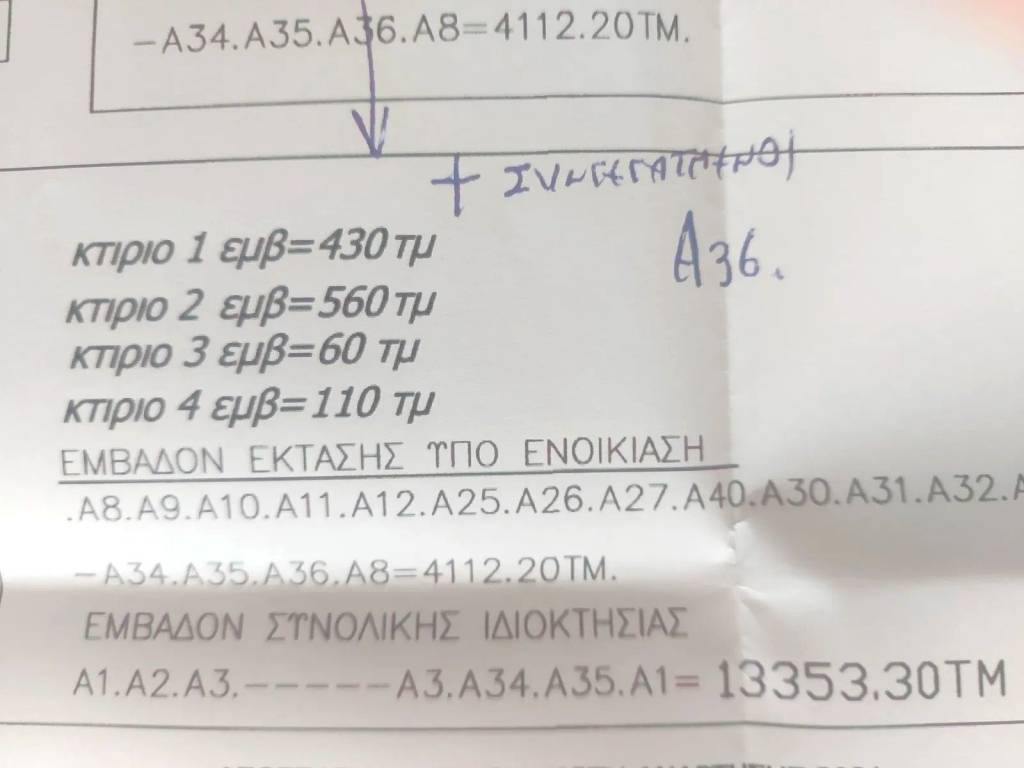 -Α34.Α35.Α36.Α8=4112.20ΤΜ.
+
Α36.
κτιριο 1 εμβ=430 τμ
κτιριο 2 εμβ=560 τμ
κτιριο 3 εμβ=60 τμ
κτιριο 4 εμβ=110 τμ
ΕΜΒΑΔΟΝ ΕΚΤΑΣΗΣ ΥΠΟ ΕΝΟΙΚΙΑΣΗ
.Α8.Α9.Α10.Α11.Α12.Α25.Α26.Α27.Α40.Α30.Α31.Α32.
-Α34.Α35.Α36.Α8=4112.20ΤΜ.
ΕΜΒΑΔΟΝ ΣΥΝΟΛΙΚΗΣ ΙΔΙΟΚΤΗΣΙΑΣ
Α1.Α2.Α3.-----Α3.Α34.Α35.Α1= 13353.30ΤΜ